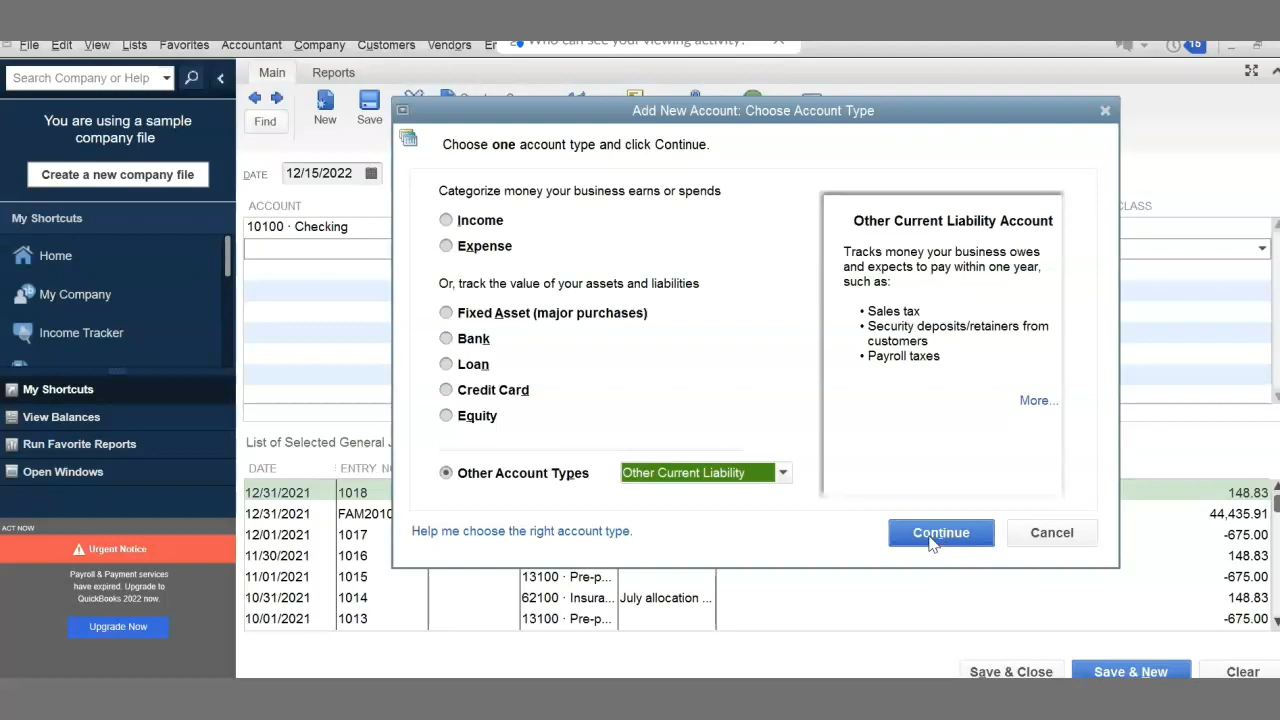 File Edit View Lists Favorites Accountant Company Customers Vendors
Who can see your viewing activity?
15
Search Company or Help
Main Reports
Find
New
Save
You are using a sample
company file
Create a new company file
DATE 12/15/2022
ACCOUNT
CLASS
10100 · Checking
My Shortcuts
Home
My Company
Income Tracker
My Shortcuts
View Balances
Run Favorite Reports
Open Windows
ACT NOW
Urgent Notice
Payroll & Payment services
have expired. Upgrade to
QuickBooks 2022 now.
Upgrade Now
Add New Account: Choose Account Type
Choose one account type and click Continue.
Categorize money your business earns or spends
Income
Expense
Or, track the value of your assets and liabilities
Fixed Asset (major purchases)
Bank
Loan
Credit Card
Equity
Other Account Types Other Current Liability
Other Current Liability Account
Tracks money your business owes
and expects to pay within one year,
such as:
• Sales tax
• Security deposits/retainers from
customers
• Payroll taxes
More...
Help me choose the right account type.
Continue Cancel
List of Selected General J
DATE ENTRY NO
12/31/2021 1018 148.83
12/31/2021 FAM2010 44,435.91
12/01/2021 1017 -675.00
11/30/2021 1016 148.83
11/01/2021 1015 13100 · Pre-p... -675.00
10/31/2021 1014 62100 · Insura... July allocation ... 148.83
10/01/2021 1013 13100 · Pre-p... -675.00
Save & Close Save & New Clear